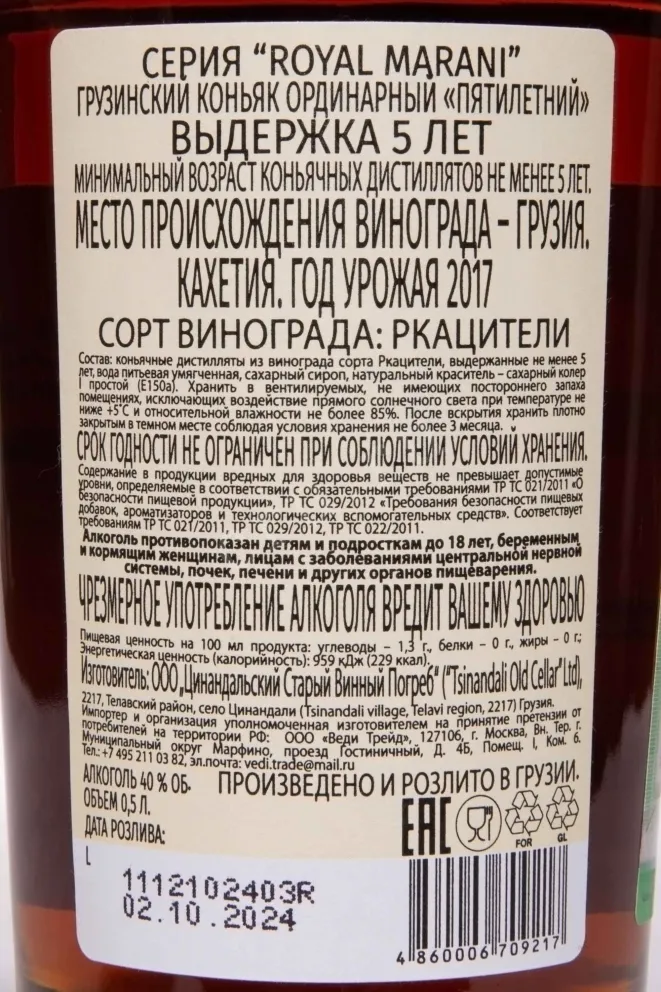 СЕРИЯ “ROYAL MARANI”
ГРУЗИНСКИЙ КОНЬЯК ОРДИНАРНЫЙ «ПЯТИЛЕТНИЙ»
ВЫДЕРЖКА 5 ЛЕТ
МИНИМАЛЬНЫЙ ВОЗРАСТ КОНЬЯЧНЫХ ДИСТИЛЛЯТОВ НЕ МЕНЕЕ 5 ЛЕТ.
МЕСТО ПРОИСХОЖДЕНИЯ ВИНОГРАДА – ГРУЗИЯ.
КАХЕТИЯ. ГОД УРОЖАЯ 2017
СОРТ ВИНОГРАДА: РКАЦИТЕЛИ
Состав: коньячные дистилляты из винограда сорта Ркацители, выдержанные не менее 5
лет, вода питьевая умягченная, сахарный сироп, натуральный краситель – сахарный колер
I простой (Е150а). Хранить в вентилируемых, не имеющих постороннего запаха
помещениях, исключающих воздействие прямого солнечного света при температуре не
ниже +5˚С и относительной влажности не более 85%. После вскрытия хранить плотно
закрытым в темном месте соблюдая условия хранения не более 3 месяца.
СРОК ГОДНОСТИ НЕ ОГРАНИЧЕН ПРИ СОБЛЮДЕНИИ УСЛОВИЙ ХРАНЕНИЯ.
Содержание в продукции вредных для здоровья веществ не превышает допустимые
уровни, определяемые в соответствии с обязательными требованиями ТР ТС 021/2011 «О
безопасности пищевой продукции», ТР ТС 029/2012 «Требования безопасности пищевых
добавок, ароматизаторов и технологических вспомогательных средств». Соответствует
требованиям ТР ТС 021/2011, ТР ТС 029/2012, ТР ТС 022/2011.
Алкоголь противопоказан детям и подросткам до 18 лет, беременным
и кормящим женщинам, лицам с заболеваниями центральной нервной
системы, почек, печени и других органов пищеварения.
ЧРЕЗМЕРНОЕ УПОТРЕБЛЕНИЕ АЛКОГОЛЯ ВРЕДИТ ВАШЕМУ ЗДОРОВЬЮ
Пищевая ценность на 100 мл продукта: углеводы – 1,3 г., белки – 0 г., жиры – 0 г.;
Энергетическая ценность (калорийность): 959 кДж (229 ккал).
Изготовитель: ООО „Цинандальский Старый Винный Погреб“ (“Tsinandali Old Cellar” Ltd),
2217, Телавский район, село Цинандали (Tsinandali village, Telavi region, 2217) Грузия.
Импортер и организация уполномоченная изготовителем на принятие претензии от
потребителей на территории РФ: ООО «Веди Трейд», 127106, г. Москва, Вн. Тер. г.
Муниципальный округ Марфино, проезд Гостиничный, Д. 4Б, Помещ. I, Ком. 6.
Тел.: +7 495 211 03 82, эл.почта: vedi.trade@mail.ru
АЛКОГОЛЬ 40 % ОБ. ПРОИЗВЕДЕНО И РОЗЛИТО В ГРУЗИИ.
ОБЪЕМ 0,5 Л.
ДАТА РОЗЛИВА:
EAC
FOR
GL
L
1112102403R
02.10.2024
4 860006 709217